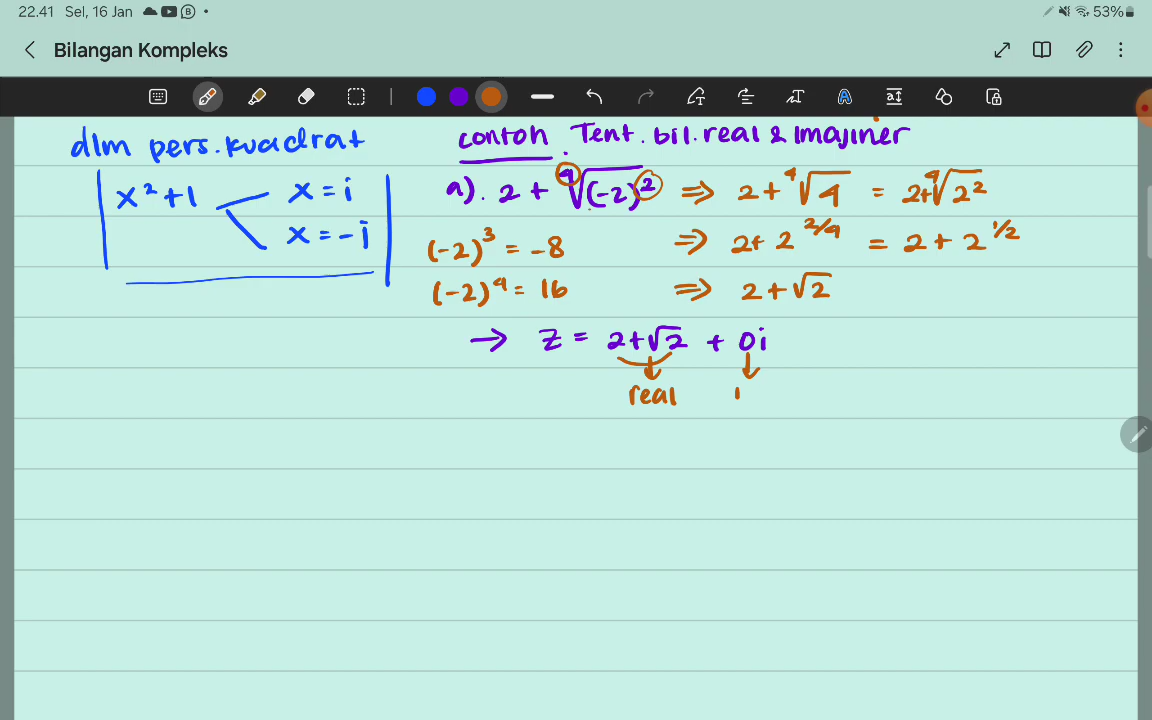 22.41 Sel, 16 Jan 53%
Bilangan Kompleks
dlm pers. kuadrat
x² + 1
x = i
x = -i
contoh. Tent. bil. real & Imajiner
a). 2 + ⁴√(-2)² ⇒ 2 + ⁴√4 = 2+ ⁴√2²
(-2)³ = -8 ⇒ 2+ 2^2/4 = 2 + 2^1/2
(-2)⁴ = 16 ⇒ 2 + √2
→ z = 2+√2 + 0i
real